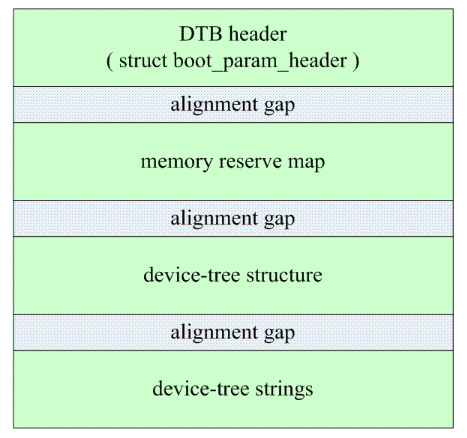 DTB header
( struct boot_param_header )
alignment gap
memory reserve map
alignment gap
device-tree structure
alignment gap
device-tree strings